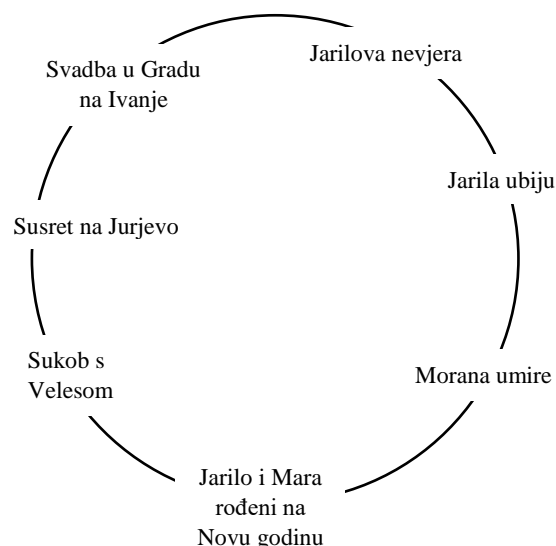 Jarilova nevjera
Svadba u Gradu
na Ivanje
Jarila ubiju
Susret na Jurjevo
Sukob s
Velesom
Morana umire
Jarilo i Mara
rođeni na
Novu godinu